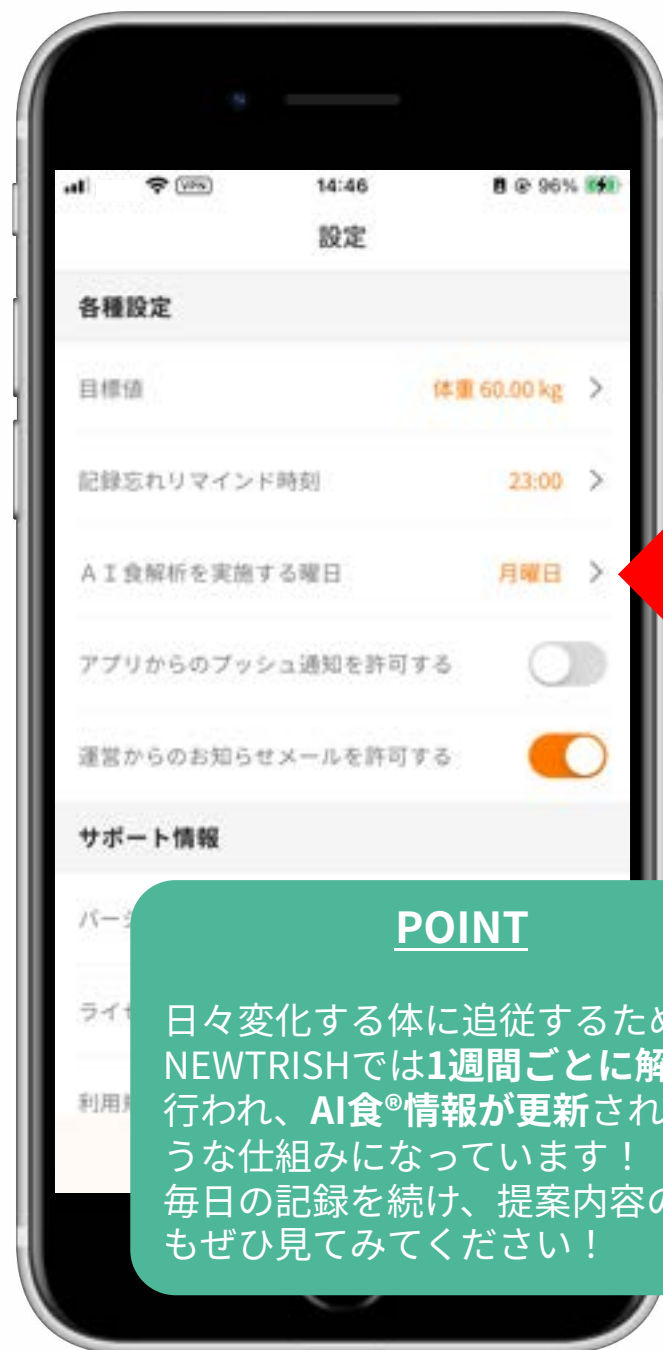 VPN
14:46
96%
設定
各種設定
目標値
体重 60.00 kg
記録忘れリマインド時刻
23:00
AI食解析を実施する曜日
月曜日
アプリからのプッシュ通知を許可する
運営からのお知らせメールを許可する
サポート情報
バー
ライ
利用
POINT
日々変化する体に追従するため
NEWTRISHでは1週間ごとに解
行われ、AI食®情報が更新され
うな仕組みになっています！
毎日の記録を続け、提案内容の
もぜひ見てみてください！